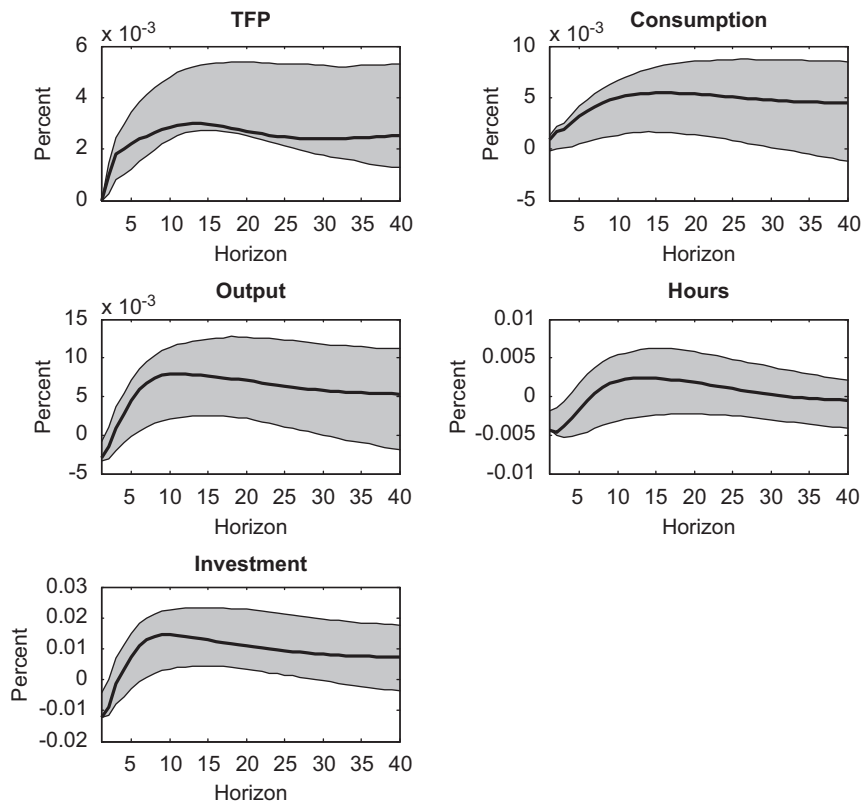 TFP
x 10-3
6
4
2
0
Percent
5 10 15 20 25 30 35 40
Horizon
Consumption
x 10-3
10
5
0
-5
Percent
5 10 15 20 25 30 35 40
Horizon
Output
x 10-3
15
10
5
0
-5
Percent
5 10 15 20 25 30 35 40
Horizon
Hours
0.01
0.005
0
-0.005
-0.01
Percent
5 10 15 20 25 30 35 40
Horizon
Investment
0.03
0.02
0.01
0
-0.01
-0.02
Percent
5 10 15 20 25 30 35 40
Horizon